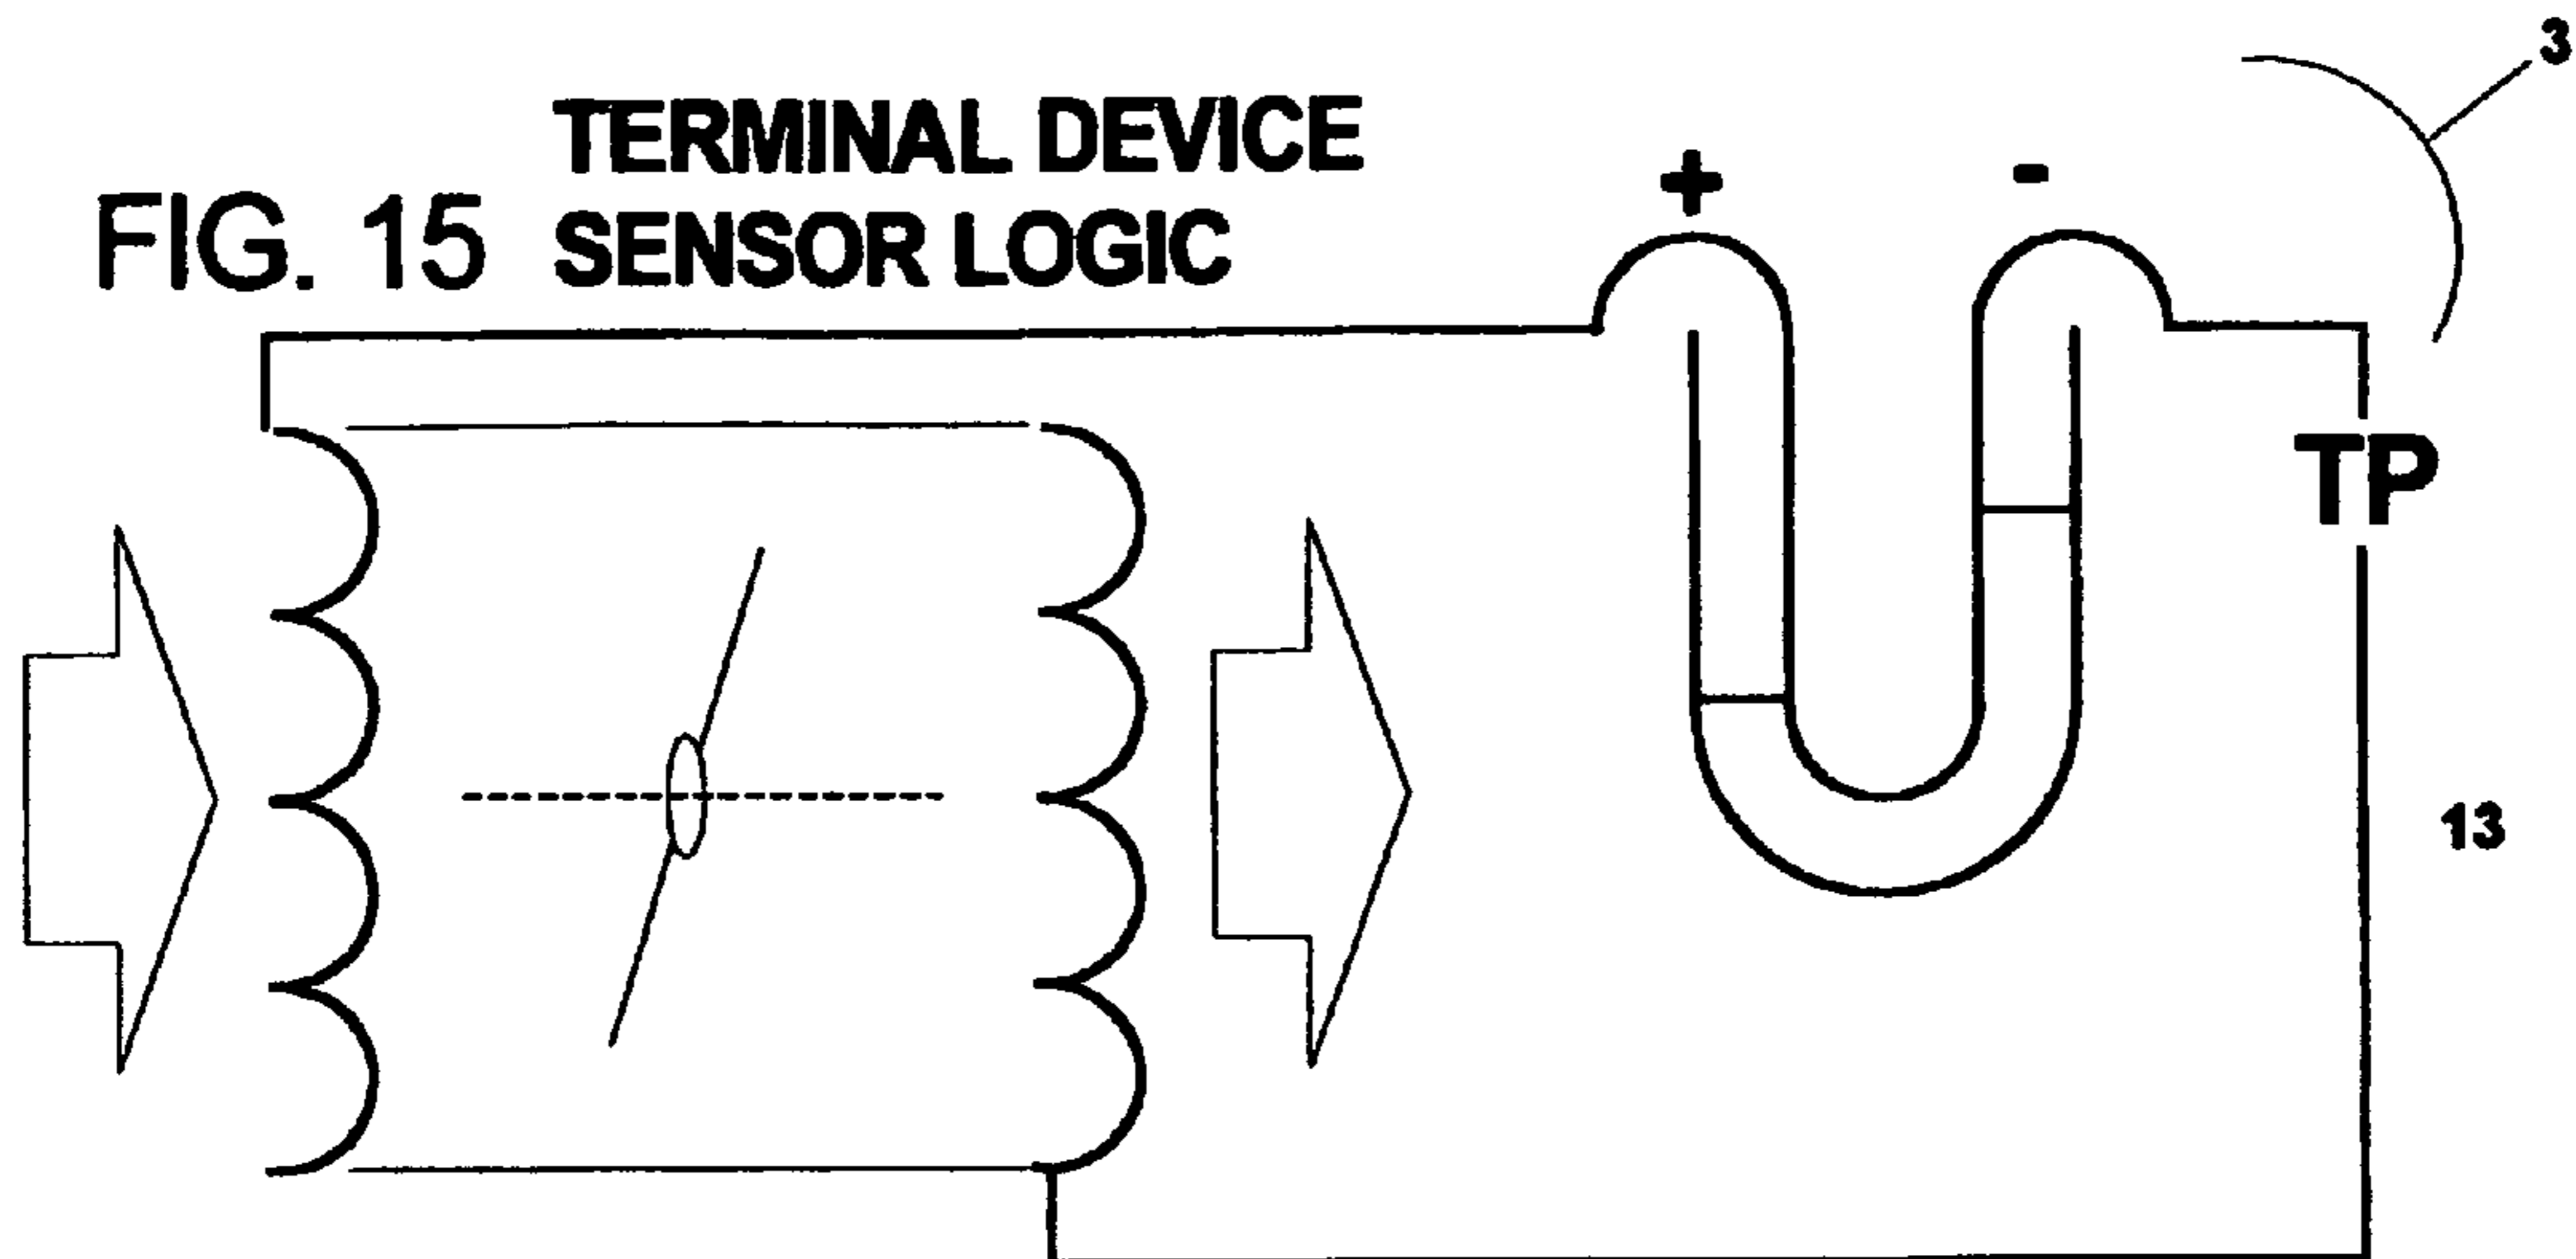 3
TERMINAL DEVICE
FIG. 15 SENSOR LOGIC
+ -
TP
13